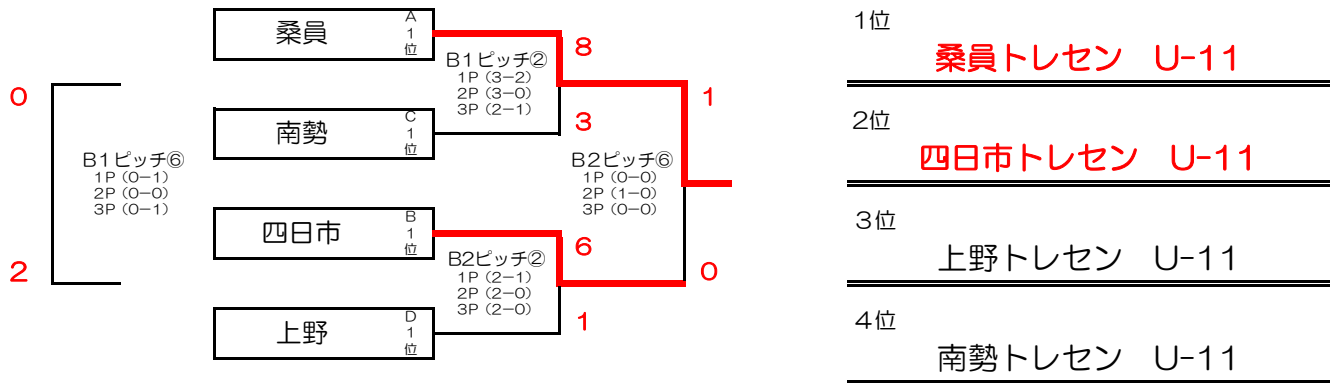 桑員
A1位
B1ピッチ②
1P (3-2)
2P (3-0)
3P (2-1)
8
3
南勢
C1位
0
2
B1ピッチ⑥
1P (0-1)
2P (0-0)
3P (0-1)
1
0
B2ピッチ⑥
1P (0-0)
2P (1-0)
3P (0-0)
四日市
B1位
B2ピッチ②
1P (2-1)
2P (2-0)
3P (2-0)
6
1
上野
D1位
1位
桑員トレセン U-11
2位
四日市トレセン U-11
3位
上野トレセン U-11
4位
南勢トレセン U-11